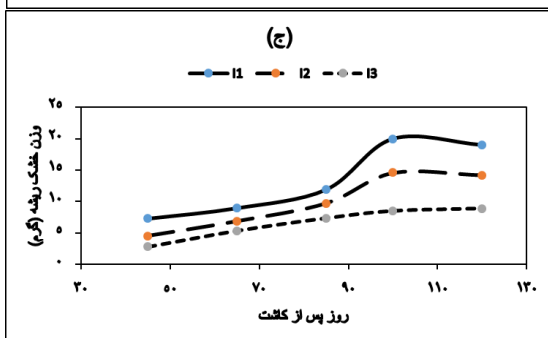 (ج)
I1 I2 I3
وزن خشک ریشه (گرم)
۲۵
۲۰
۱۵
۱۰
۵
۰
۳۰ ۵۰ ۷۰ ۹۰ ۱۱۰ ۱۳۰
روز پس از کاشت